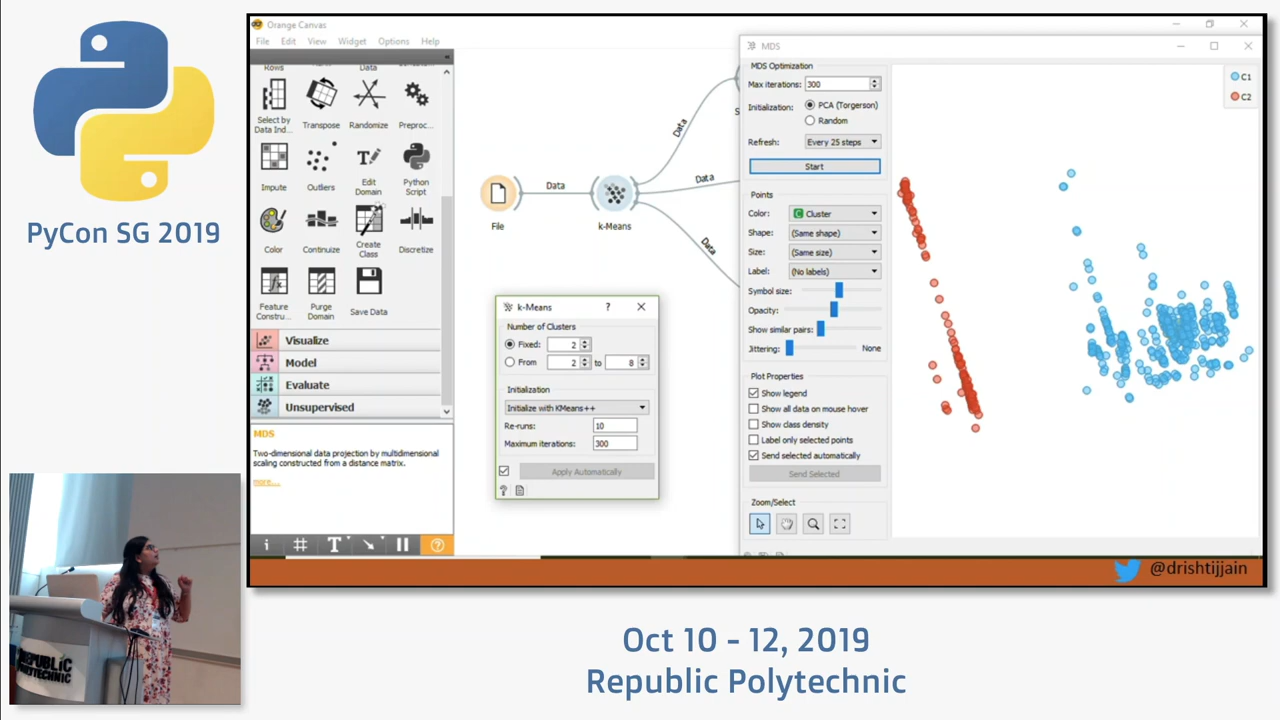 PyCon SG 2019
Orange Canvas
File Edit View Widget Options Help
Rows
Data
Select by
Data Ind...
Transpose
Randomize
Preproc...
Impute
Outliers
Edit
Domain
Python
Script
Color
Continuize
Create
Class
Discretize
Feature
Constru...
Purge
Domain
Save Data
Visualize
Model
Evaluate
Unsupervised
MDS
Two-dimensional data projection by multidimensional
scaling constructed from a distance matrix.
more...
File
Data
k-Means
Data
Data
Data
k-Means
Number of Clusters
Fixed: 2
From 2 to 8
Initialization
Initialize with KMeans++
Re-runs: 10
Maximum iterations: 300
Apply Automatically
MDS
MDS Optimization
Max iterations: 300
Initialization: PCA (Torgerson)
Random
Refresh: Every 25 steps
Start
Points
Color: C Cluster
Shape: (Same shape)
Size: (Same size)
Label: (No labels)
Symbol size:
Opacity:
Show similar pairs:
Jittering: None
Plot Properties
Show legend
Show all data on mouse hover
Show class density
Label only selected points
Send selected automatically
Send Selected
Zoom/Select
C1
C2
@drishtijjain
REPUBLIC
POLYTECHNIC
Oct 10 - 12, 2019
Republic Polytechnic